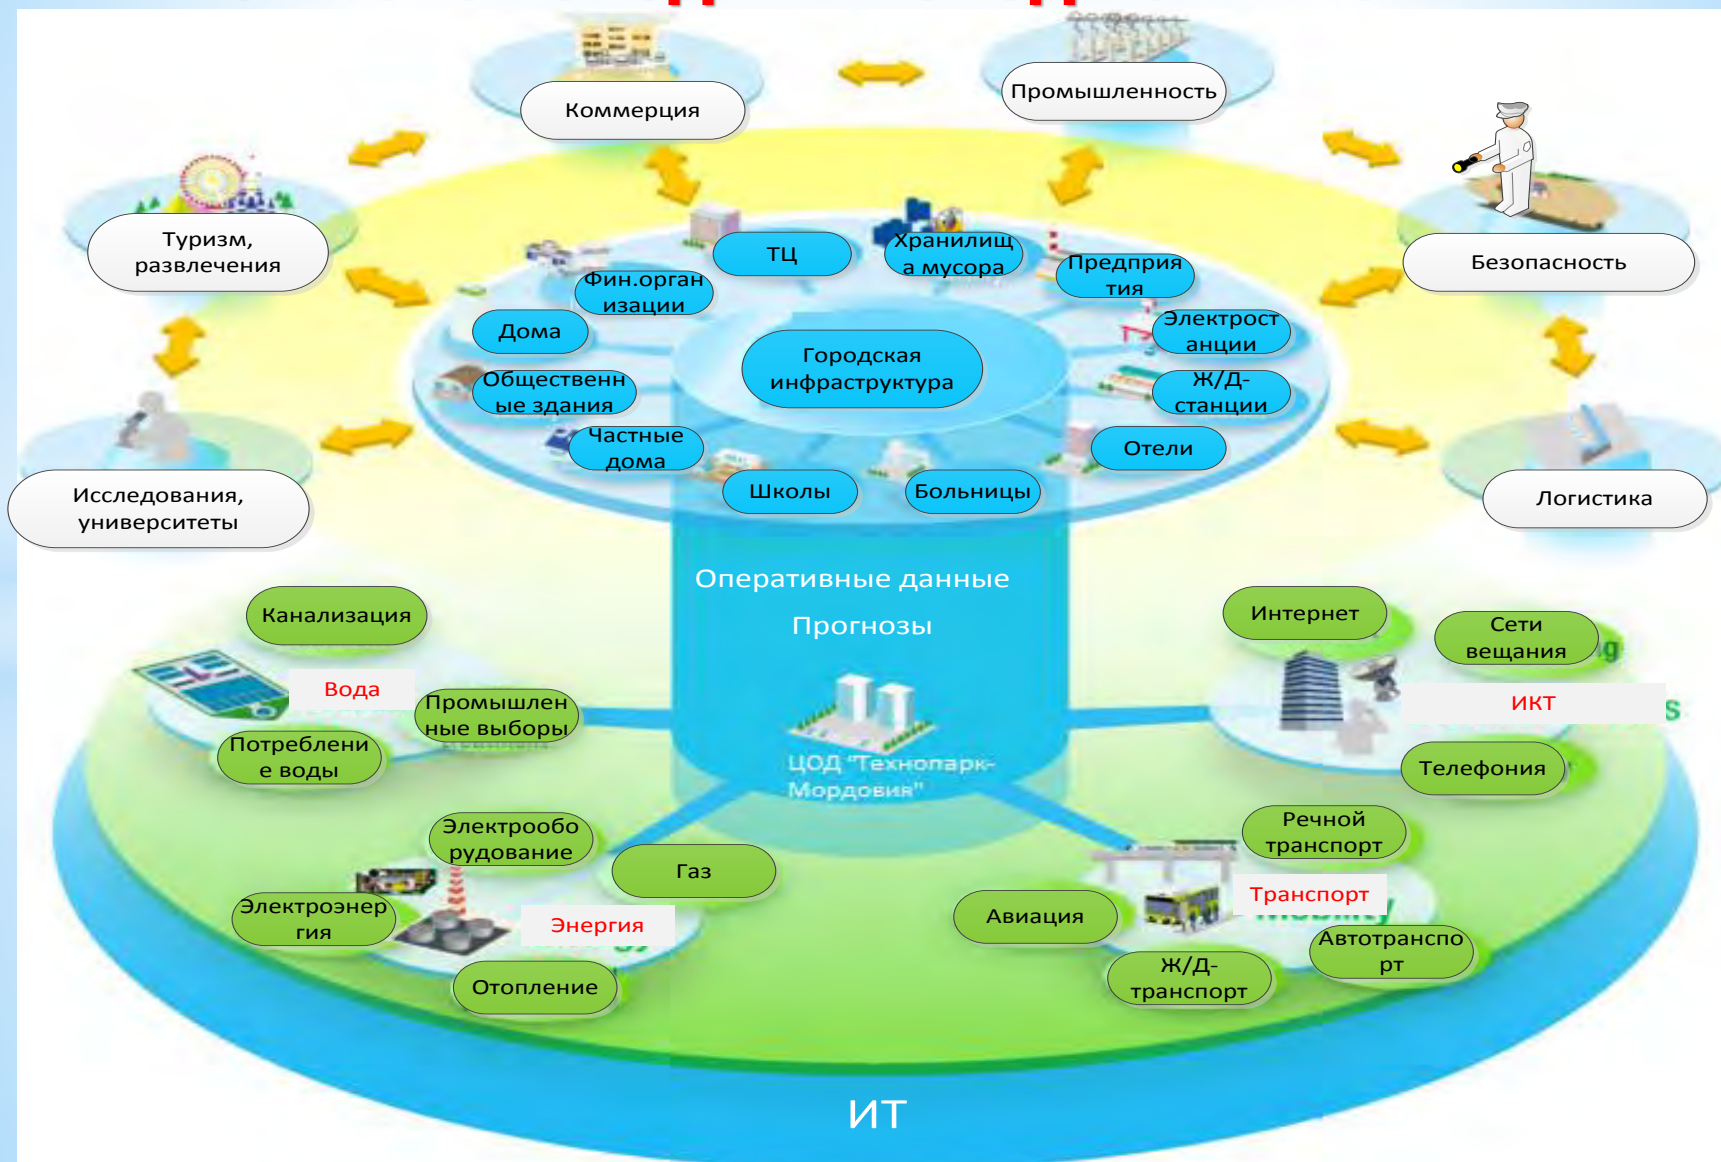 Коммерция
Промышленность
Туризм,
развлечения
Безопасность
Исследования,
университеты
Логистика
ТЦ
Хранилищ
а мусора
Фин.орган
изации
Предприя
тия
Дома
Электрост
анции
Городская
инфраструктура
Общественн
ые здания
Ж/Д-
станции
Частные
дома
Отели
Школы
Больницы
Оперативные данные
Прогнозы
ЦОД "Технопарк-
Мордовия"
Канализация
Вода
Промышлен
ные выборы
Потреблени
е воды
Интернет
Сети
вещания
g
ИКТ
s
Телефония
Электрообо
рудование
Газ
Электроэнер
гия
Энергия
Отопление
Речной
транспорт
Транспорт
Mobility
Авиация
Автотранспо
рт
Ж/Д-
транспорт
ИТ